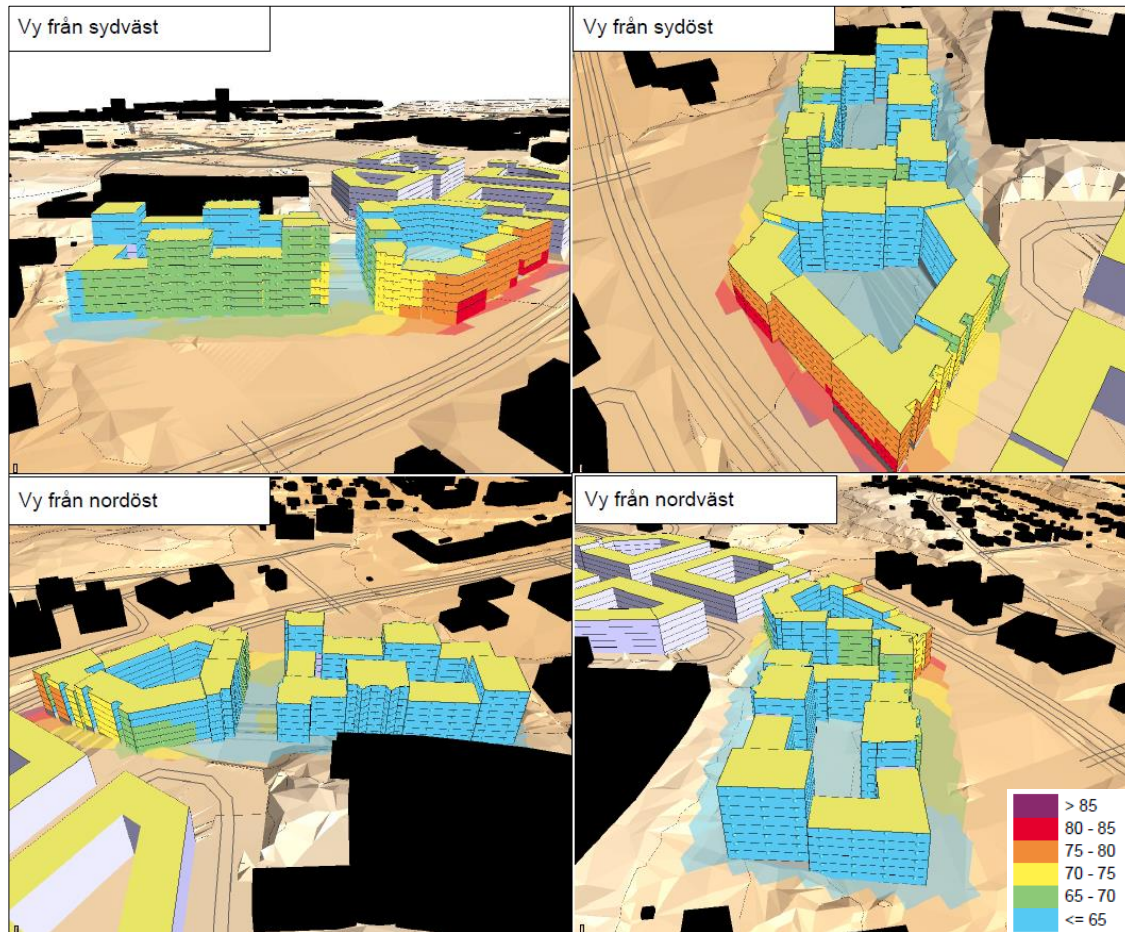 Vy från sydväst
Vy från sydöst
Vy från nordöst
Vy från nordväst
> 85
80 - 85
75 - 80
70 - 75
65 - 70
<= 65